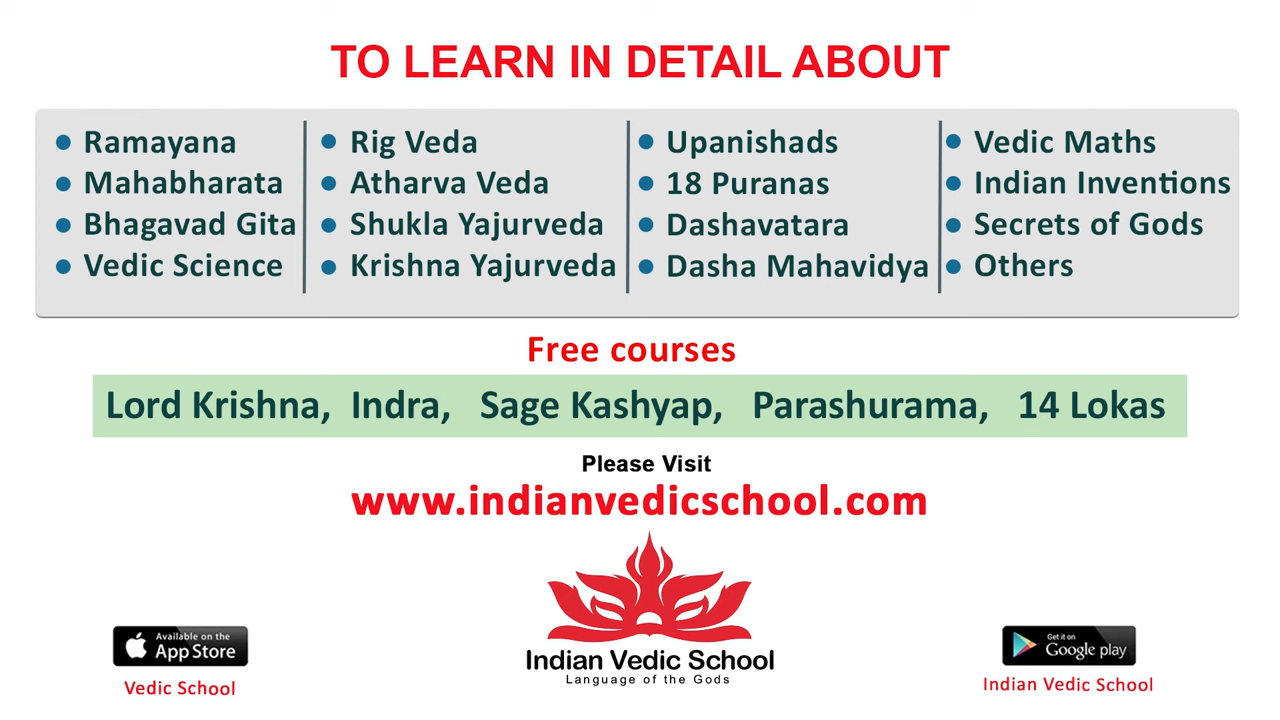 TO LEARN IN DETAIL ABOUT
Ramayana
Mahabharata
Bhagavad Gita
Vedic Science
Rig Veda
Atharva Veda
Shukla Yajurveda
Krishna Yajurveda
Upanishads
18 Puranas
Dashavatara
Dasha Mahavidya
Vedic Maths
Indian Inventions
Secrets of Gods
Others
Free courses
Lord Krishna, Indra, Sage Kashyap, Parashurama, 14 Lokas
Please Visit
www.indianvedicschool.com
Indian Vedic School
Language of the Gods
Available on the
App Store
Vedic School
Get it on
Google play
Indian Vedic School